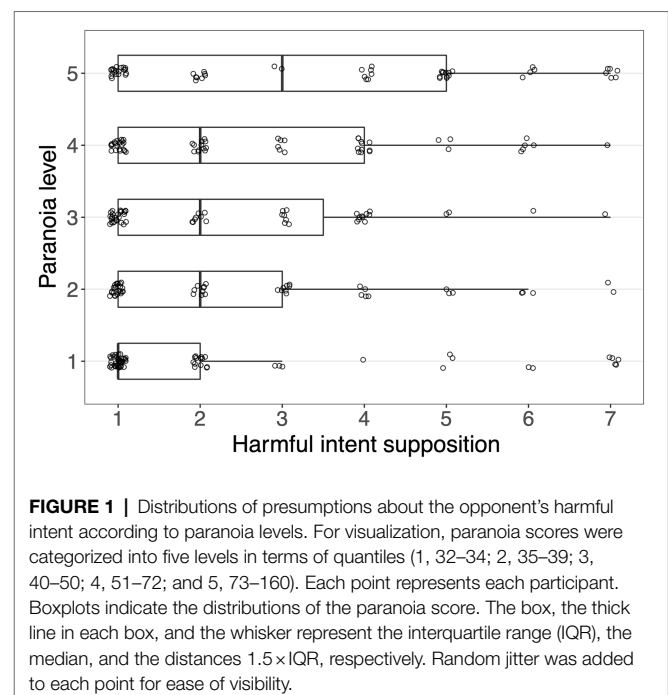 Paranoia level
5
4
3
2
1
1 2 3 4 5 6 7
Harmful intent supposition
FIGURE 1 | Distributions of presumptions about the opponent's harmful
intent according to paranoia levels. For visualization, paranoia scores were
categorized into five levels in terms of quantiles (1, 32–34; 2, 35–39; 3,
40–50; 4, 51–72; and 5, 73–160). Each point represents each participant.
Boxplots indicate the distributions of the paranoia score. The box, the thick
line in each box, and the whisker represent the interquartile range (IQR), the
median, and the distances 1.5 × IQR, respectively. Random jitter was added
to each point for ease of visibility.